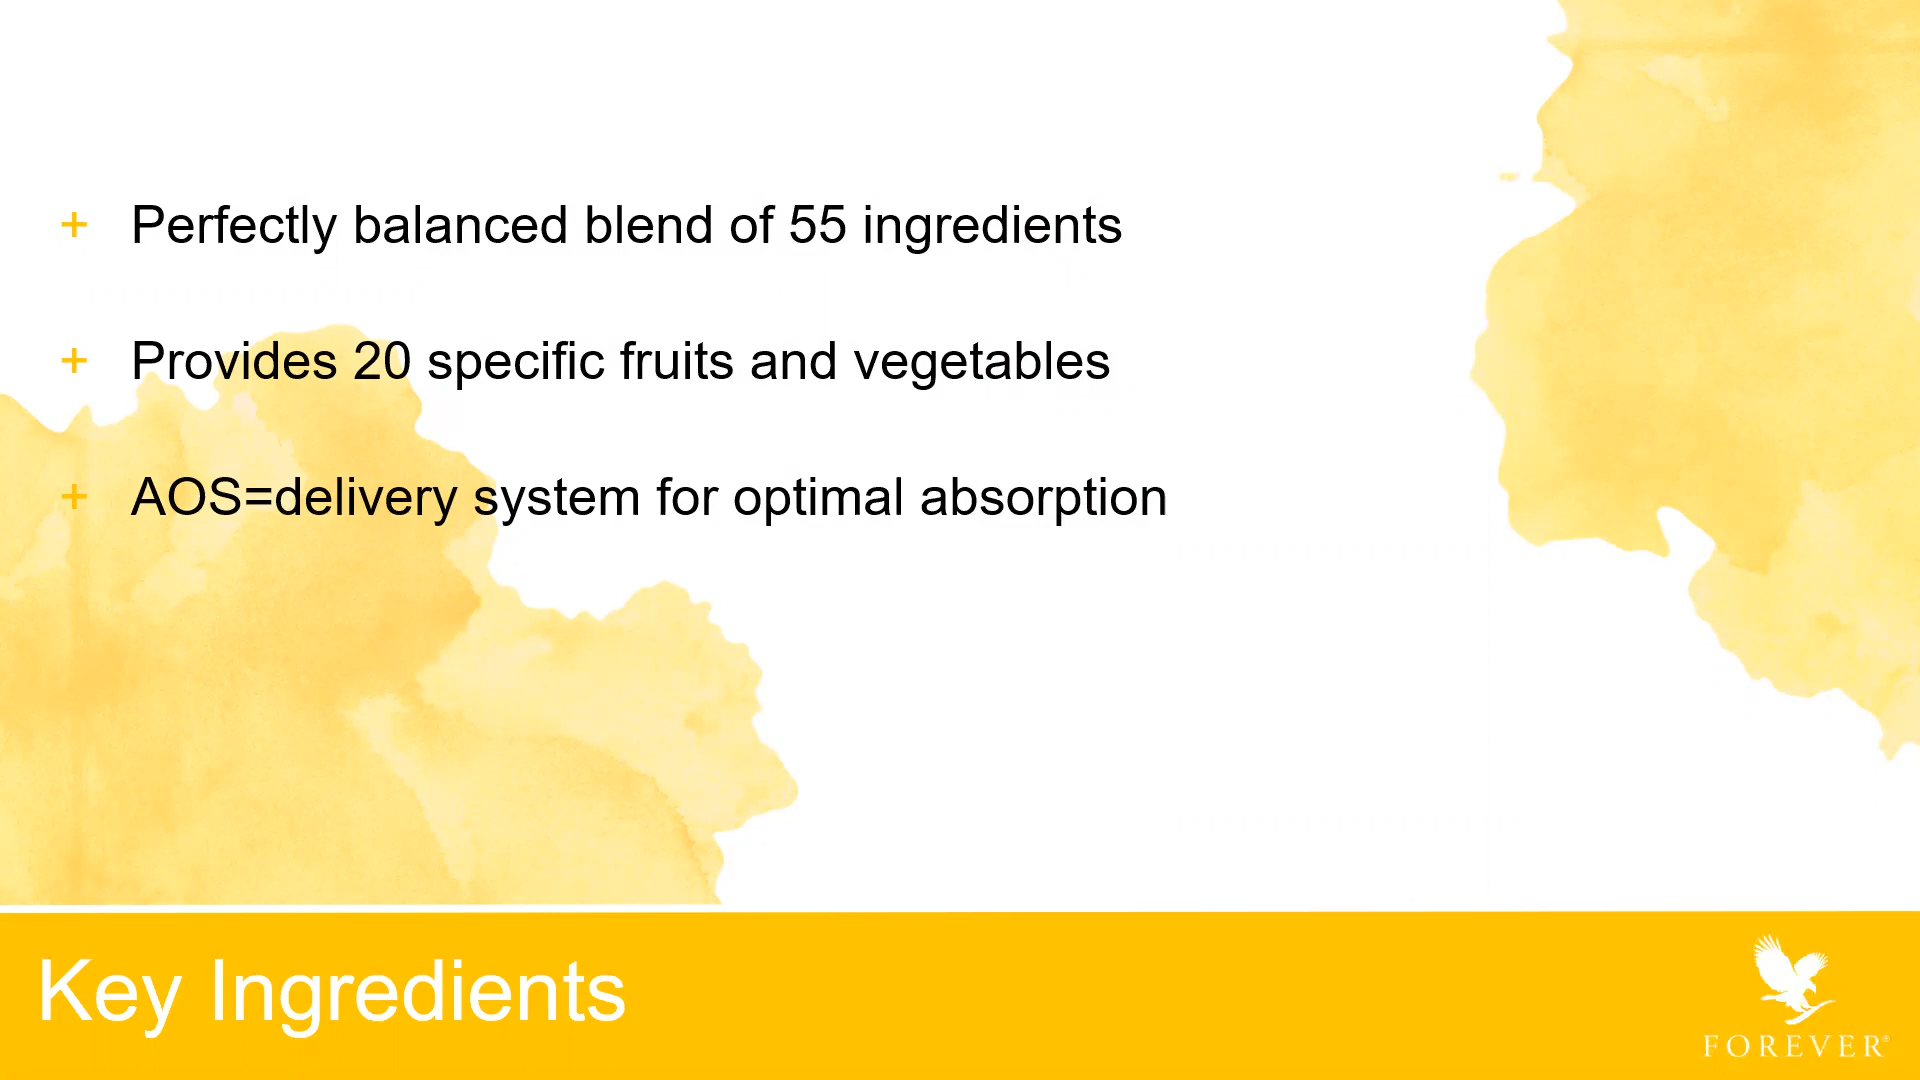 + Perfectly balanced blend of 55 ingredients
+ Provides 20 specific fruits and vegetables
+ AOS=delivery system for optimal absorption
Key Ingredients
FOREVER®